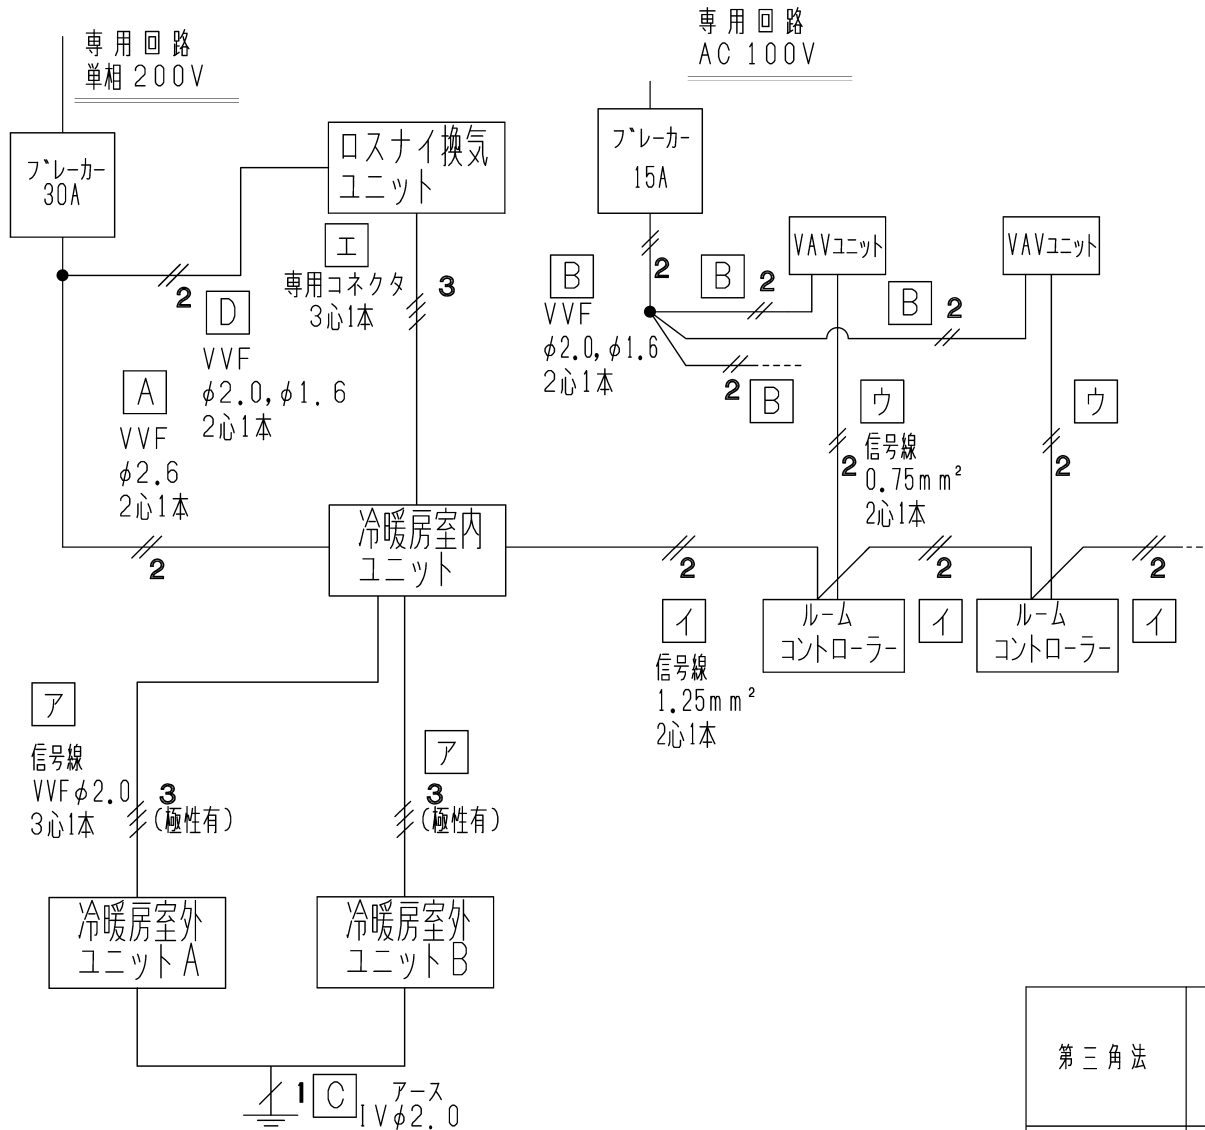 専用回路
単相 200V
専用回路
AC 100V
ブレーカー
30A
ロスナイ換気
ユニット
ブレーカー
15A
VAVユニット
VAVユニット
エ
専用コネクタ
3心1本
3
2
D
VVF
φ2.0,φ1.6
2心1本
A
VVF
φ2.6
2心1本
2
B
VVF
φ2.0,φ1.6
2心1本
2
B
2
B
2
2
B
ウ
信号線
0.75mm²
2心1本
2
ウ
2
冷暖房室内
ユニット
2
イ
信号線
1.25mm²
2心1本
ルーム
コントローラー
2
イ
ルーム
コントローラー
2
イ
ア
信号線
VVFφ2.0
3心1本
3
(極性有)
ア
3
(極性有)
冷暖房室外
ユニットA
冷暖房室外
ユニットB
1
C
アース
IVφ2.0
第三角法